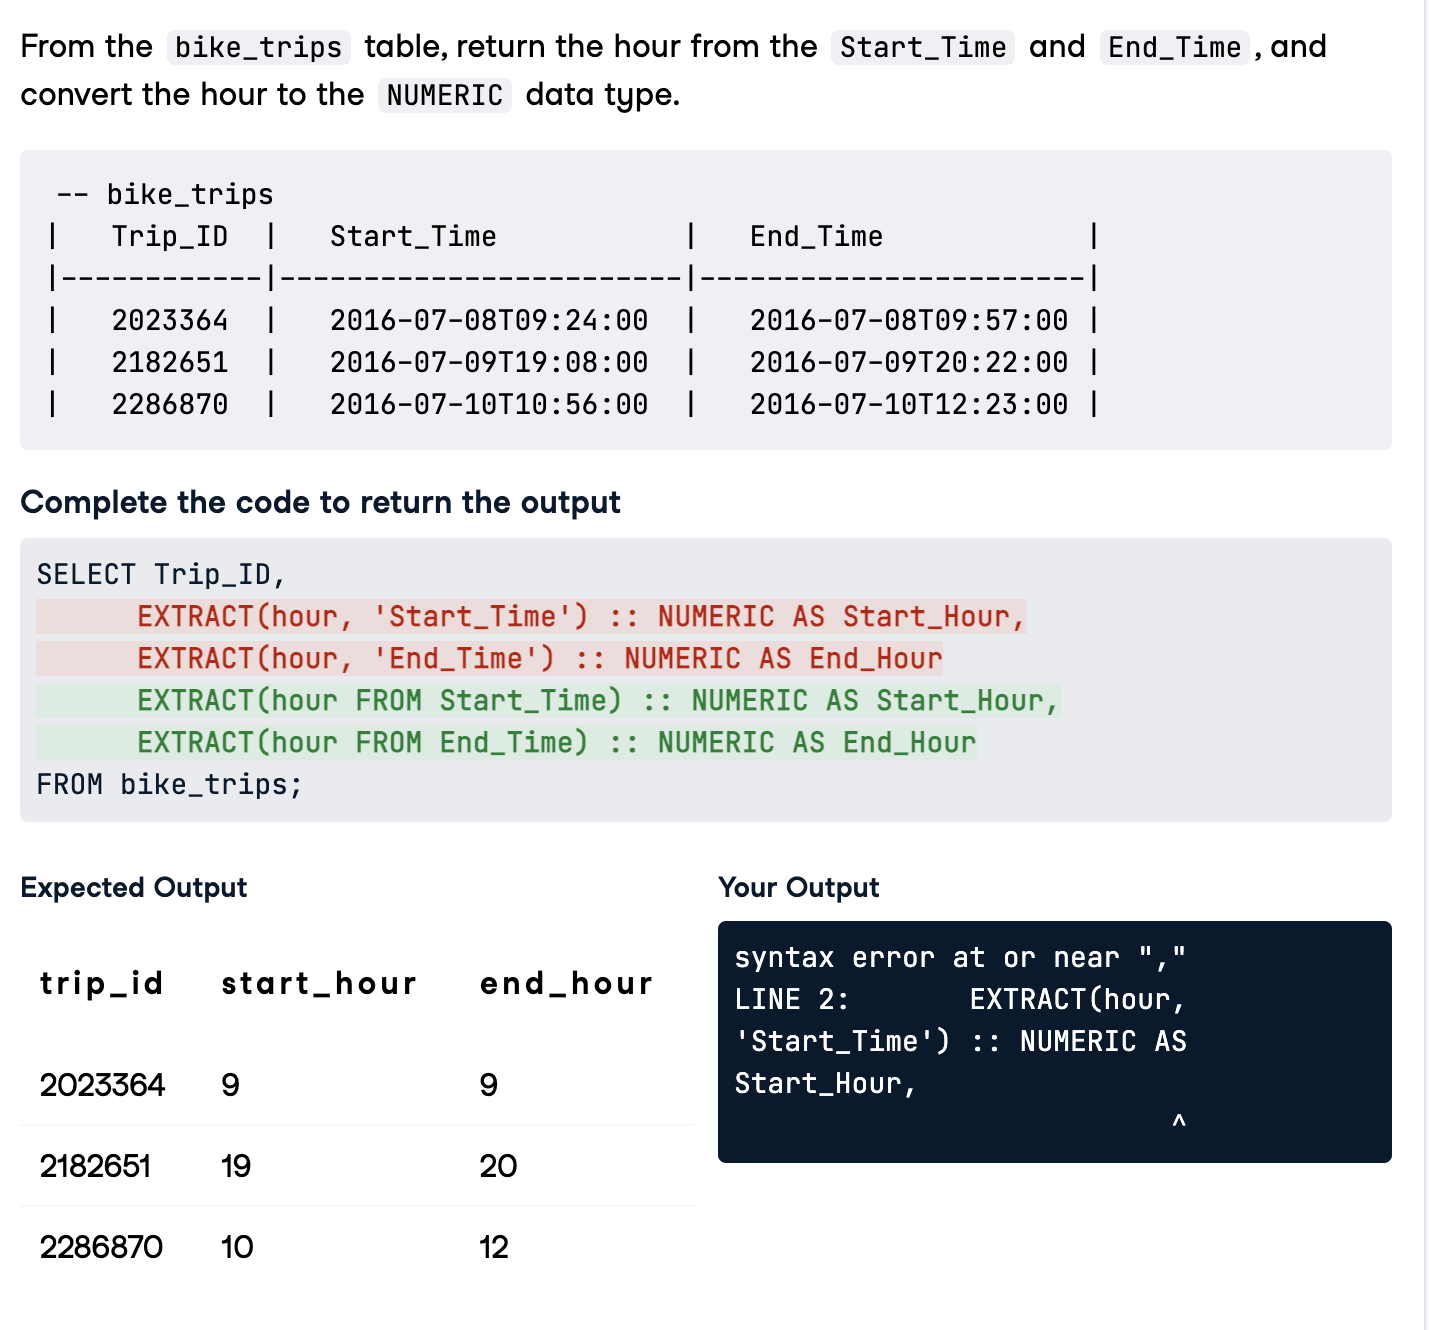 From the bike_trips table, return the hour from the Start_Time and End_Time, and
convert the hour to the NUMERIC data type.
-- bike_trips
|   Trip_ID  |   Start_Time           |   End_Time            |
|------------|------------------------|-----------------------|
|   2023364  |   2016-07-08T09:24:00  |   2016-07-08T09:57:00 |
|   2182651  |   2016-07-09T19:08:00  |   2016-07-09T20:22:00 |
|   2286870  |   2016-07-10T10:56:00  |   2016-07-10T12:23:00 |
Complete the code to return the output
SELECT Trip_ID,
      EXTRACT(hour, 'Start_Time') :: NUMERIC AS Start_Hour,
      EXTRACT(hour, 'End_Time') :: NUMERIC AS End_Hour
      EXTRACT(hour FROM Start_Time) :: NUMERIC AS Start_Hour,
      EXTRACT(hour FROM End_Time) :: NUMERIC AS End_Hour
FROM bike_trips;
Expected Output
trip_id start_hour end_hour
2023364 9 9
2182651 19 20
2286870 10 12
Your Output
syntax error at or near ","
LINE 2:       EXTRACT(hour,
'Start_Time') :: NUMERIC AS
Start_Hour,
^